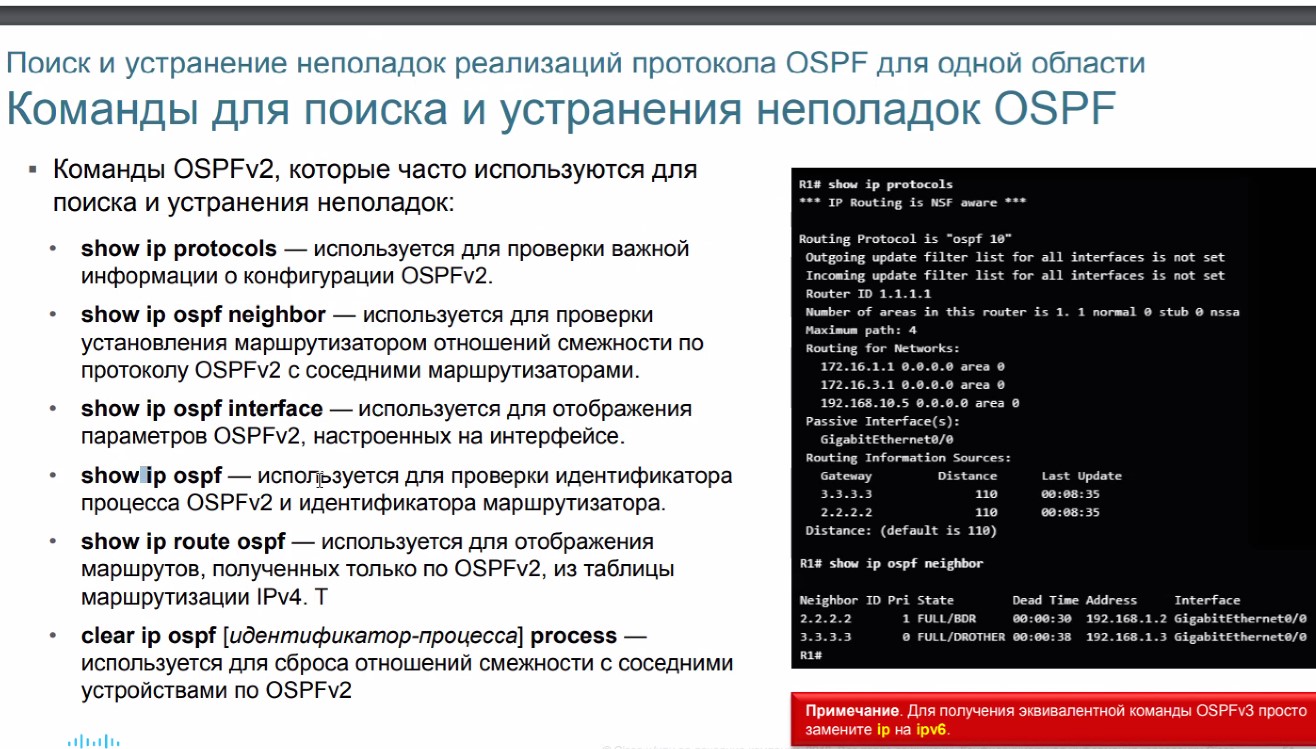 Поиск и устранение неполадок реализаций протокола OSPF для одной области
Команды для поиска и устранения неполадок OSPF
▪ Команды OSPFv2, которые часто используются для
поиска и устранения неполадок:
• show ip protocols — используется для проверки важной
информации о конфигурации OSPFv2.
• show ip ospf neighbor — используется для проверки
установления маршрутизатором отношений смежности по
протоколу OSPFv2 с соседними маршрутизаторами.
• show ip ospf interface — используется для отображения
параметров OSPFv2, настроенных на интерфейсе.
• show ip ospf — используется для проверки идентификатора
процесса OSPFv2 и идентификатора маршрутизатора.
• show ip route ospf — используется для отображения
маршрутов, полученных только по OSPFv2, из таблицы
маршрутизации IPv4. Т
• clear ip ospf [идентификатор-процесса] process —
используется для сброса отношений смежности с соседними
устройствами по OSPFv2
R1# show ip protocols
*** IP Routing is NSF aware ***
Routing Protocol is "ospf 10"
Outgoing update filter list for all interfaces is not set
Incoming update filter list for all interfaces is not set
Router ID 1.1.1.1
Number of areas in this router is 1. 1 normal 0 stub 0 nssa
Maximum path: 4
Routing for Networks:
172.16.1.1 0.0.0.0 area 0
172.16.3.1 0.0.0.0 area 0
192.168.10.5 0.0.0.0 area 0
Passive Interface(s):
GigabitEthernet0/0
Routing Information Sources:
Gateway Distance Last Update
3.3.3.3 110 00:08:35
2.2.2.2 110 00:08:35
Distance: (default is 110)
R1# show ip ospf neighbor
Neighbor ID Pri State Dead Time Address Interface
2.2.2.2 1 FULL/BDR 00:00:30 192.168.1.2 GigabitEthernet0/0
3.3.3.3 0 FULL/DROTHER 00:00:38 192.168.1.3 GigabitEthernet0/0
R1#
Примечание. Для получения эквивалентной команды OSPFv3 просто
замените ip на ipv6.